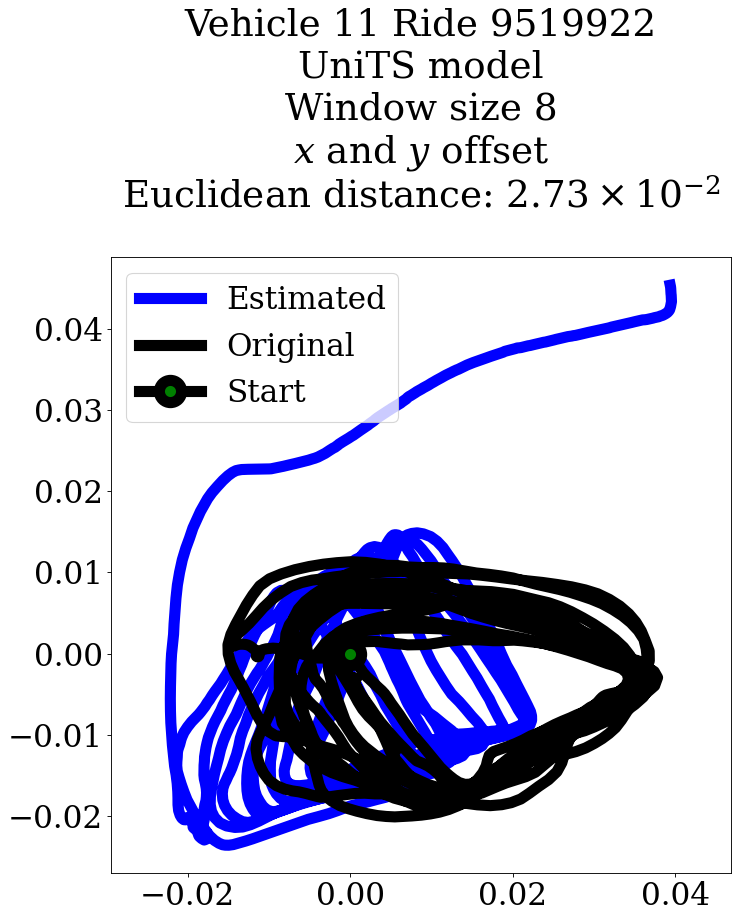 Vehicle 11 Ride 9519922
UniTS model
Window size 8
x and y offset
Euclidean distance: 2.73 × 10⁻²
Estimated
Original
Start
0.04
0.03
0.02
0.01
0.00
−0.01
−0.02
−0.02 0.00 0.02 0.04